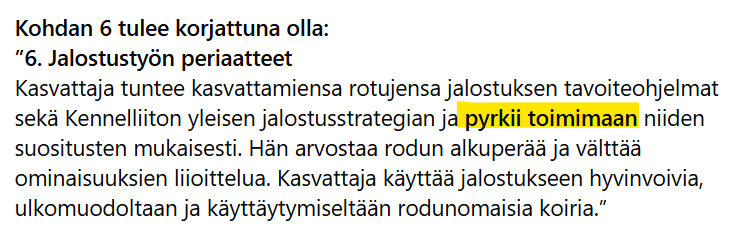 Kohdan 6 tulee korjattuna olla:
”6. Jalostustyön periaatteet
Kasvattaja tuntee kasvattamiensa rotujensa jalostuksen tavoiteohjelmat
sekä Kennelliiton yleisen jalostusstrategian ja pyrkii toimimaan niiden
suositusten mukaisesti. Hän arvostaa rodun alkuperää ja välttää
ominaisuuksien liioittelua. Kasvattaja käyttää jalostukseen hyvinvoivia,
ulkomuodoltaan ja käyttäytymiseltään rodunomaisia koiria.”